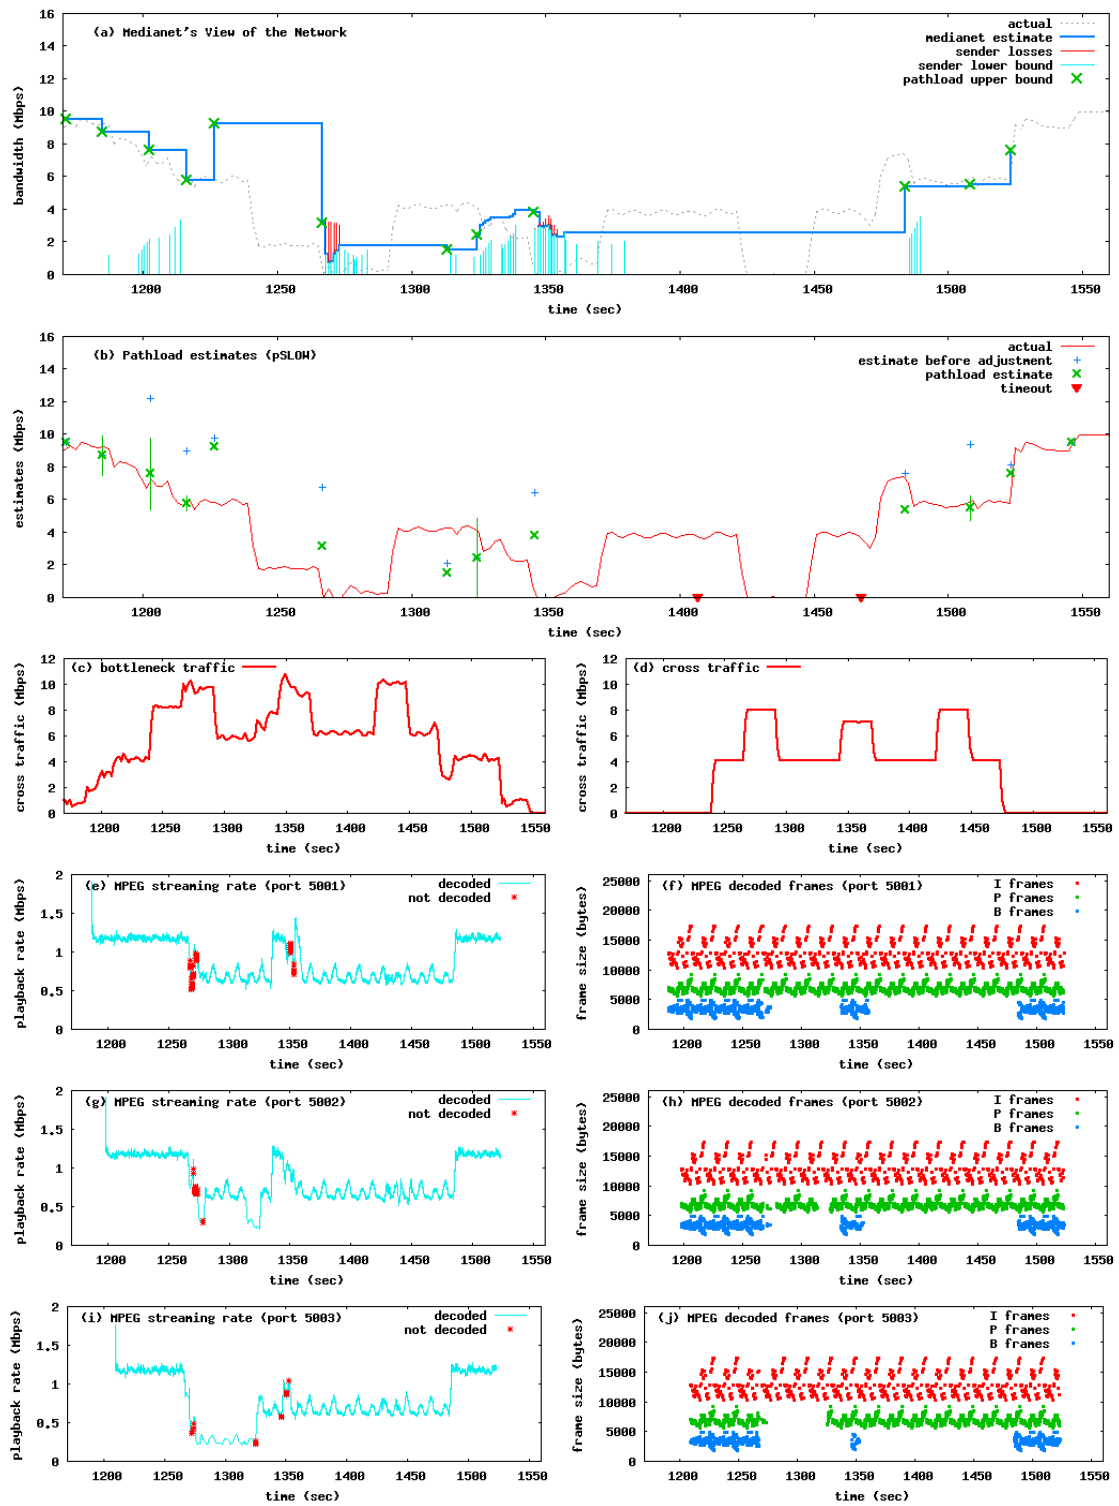 (a) Medianet's View of the Network
actual
medianet estimate
sender losses
sender lower bound
pathload upper bound
bandwidth (Mbps)
16
14
12
10
8
6
4
2
0
1200 1250 1300 1350 1400 1450 1500 1550
time (sec)
(b) Pathload estimates (pSLOW)
actual
estimate before adjustment
pathload estimate
timeout
estimates (Mbps)
16
14
12
10
8
6
4
2
0
1200 1250 1300 1350 1400 1450 1500 1550
time (sec)
(c) bottleneck traffic
cross traffic (Mbps)
12
10
8
6
4
2
0
1200 1250 1300 1350 1400 1450 1500 1550
time (sec)
(d) cross traffic
cross traffic (Mbps)
12
10
8
6
4
2
0
1200 1250 1300 1350 1400 1450 1500 1550
time (sec)
(e) MPEG streaming rate (port 5001)
decoded
not decoded
playback rate (Mbps)
2
1.5
1
0.5
0
1200 1250 1300 1350 1400 1450 1500 1550
time (sec)
(f) MPEG decoded frames (port 5001)
I frames
P frames
B frames
frame size (bytes)
25000
20000
15000
10000
5000
0
1200 1250 1300 1350 1400 1450 1500 1550
time (sec)
(g) MPEG streaming rate (port 5002)
decoded
not decoded
playback rate (Mbps)
2
1.5
1
0.5
0
1200 1250 1300 1350 1400 1450 1500 1550
time (sec)
(h) MPEG decoded frames (port 5002)
I frames
P frames
B frames
frame size (bytes)
25000
20000
15000
10000
5000
0
1200 1250 1300 1350 1400 1450 1500 1550
time (sec)
(i) MPEG streaming rate (port 5003)
decoded
not decoded
playback rate (Mbps)
2
1.5
1
0.5
0
1200 1250 1300 1350 1400 1450 1500 1550
time (sec)
(j) MPEG decoded frames (port 5003)
I frames
P frames
B frames
frame size (bytes)
25000
20000
15000
10000
5000
0
1200 1250 1300 1350 1400 1450 1500 1550
time (sec)